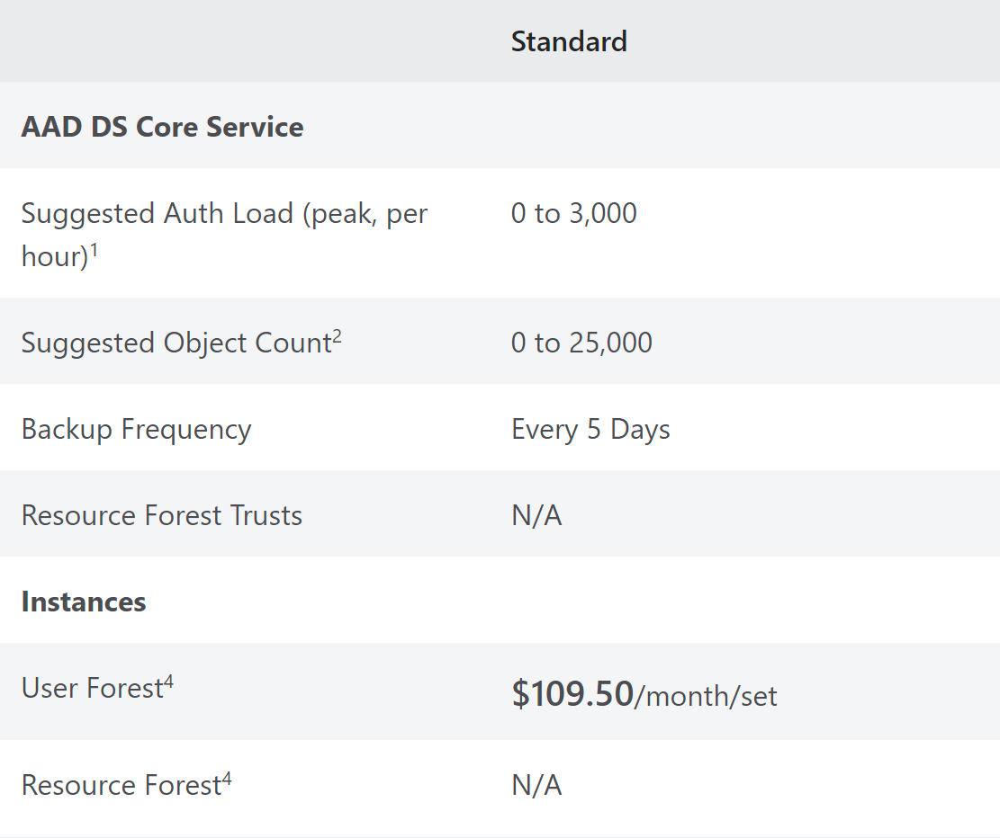 Standard
AAD DS Core Service
Suggested Auth Load (peak, per
hour)¹
0 to 3,000
Suggested Object Count²
0 to 25,000
Backup Frequency
Every 5 Days
Resource Forest Trusts
N/A
Instances
User Forest⁴
$109.50/month/set
Resource Forest⁴
N/A